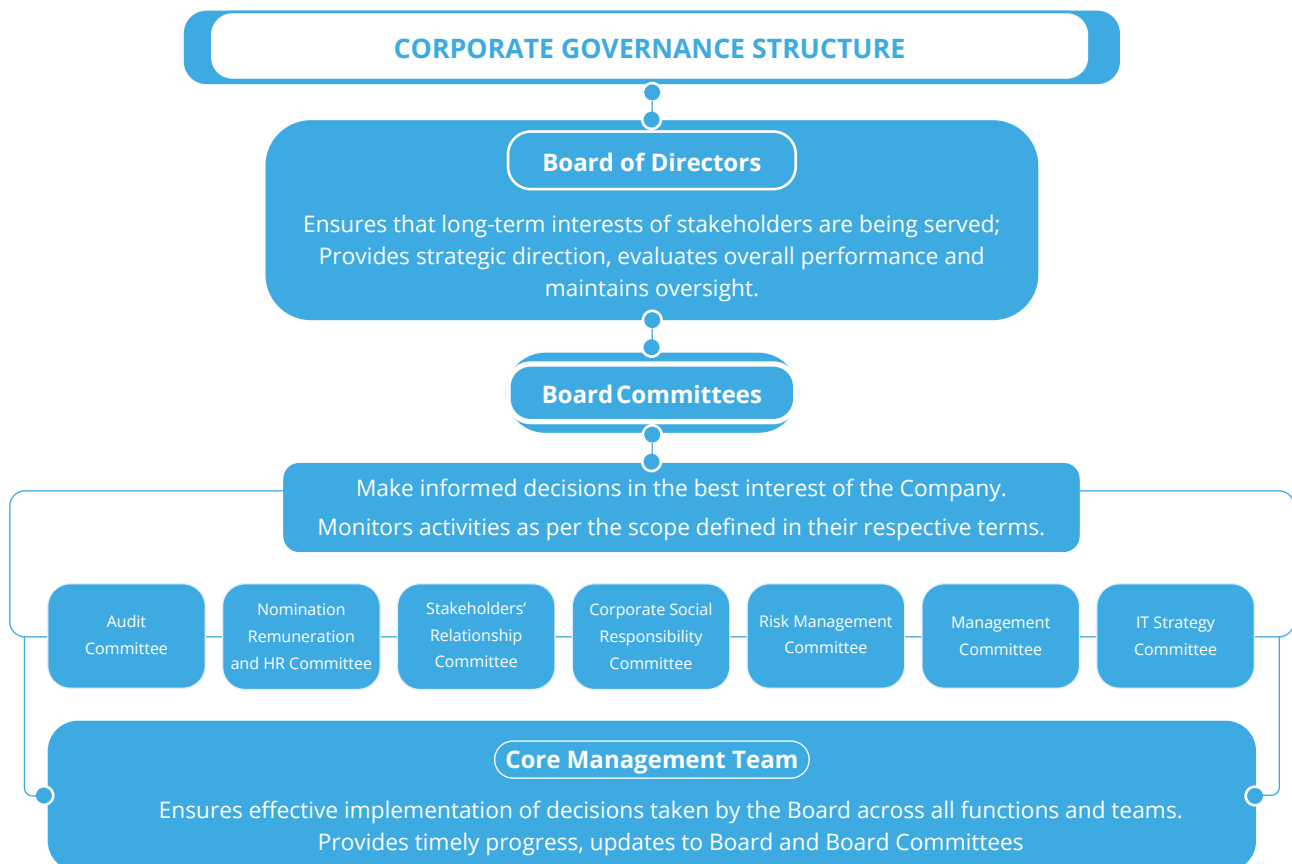 CORPORATE GOVERNANCE STRUCTURE
Board of Directors
Ensures that long-term interests of stakeholders are being served;
Provides strategic direction, evaluates overall performance and
maintains oversight.
Board Committees
Make informed decisions in the best interest of the Company.
Monitors activities as per the scope defined in their respective terms.
Audit
Committee
Nomination
Remuneration
and HR Committee
Stakeholders’
Relationship
Committee
Corporate Social
Responsibility
Committee
Risk Management
Committee
Management
Committee
IT Strategy
Committee
Core Management Team
Ensures effective implementation of decisions taken by the Board across all functions and teams.
Provides timely progress, updates to Board and Board Committees